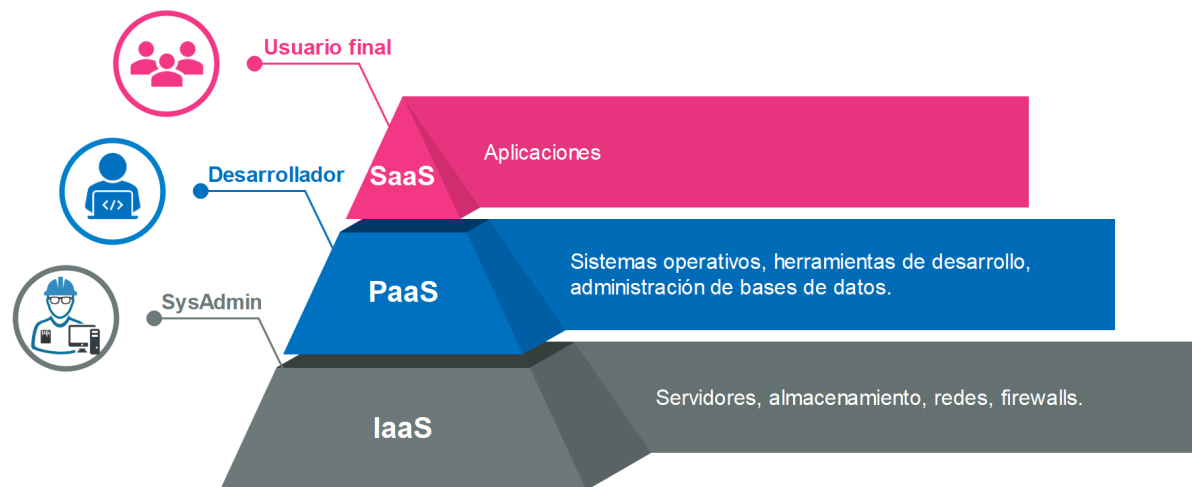 Usuario final
Aplicaciones
SaaS
Desarrollador
Sistemas operativos, herramientas de desarrollo,
administración de bases de datos.
PaaS
SysAdmin
Servidores, almacenamiento, redes, firewalls.
IaaS